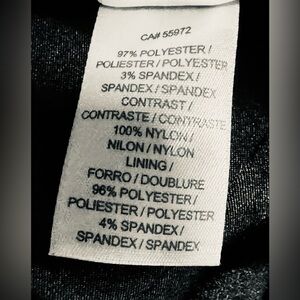 CA# 55972
97% POLYESTER /
POLIESTER / POLYESTER
3% SPANDEX /
SPANDEX / SPANDEX
CONTRAST /
CONTRASTE / CONTRASTE
100% NYLON /
NILON / NYLON
LINING /
FORRO / DOUBLURE
96% POLYESTER /
POLIESTER / POLYESTER
4% SPANDEX /
SPANDEX / SPANDEX